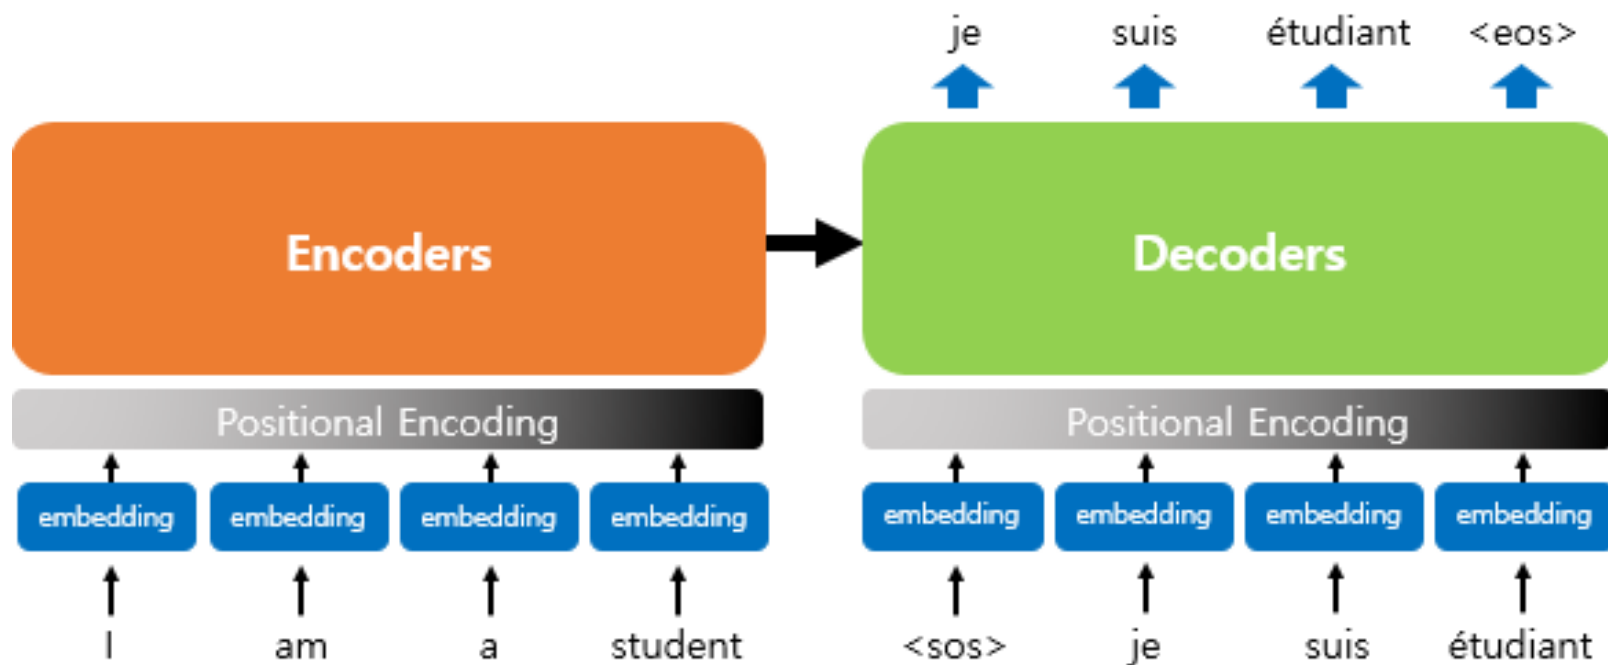 je suis étudiant <eos>
Encoders
Decoders
Positional Encoding
Positional Encoding
embedding embedding embedding embedding
embedding embedding embedding embedding
I am a student
<sos> je suis étudiant